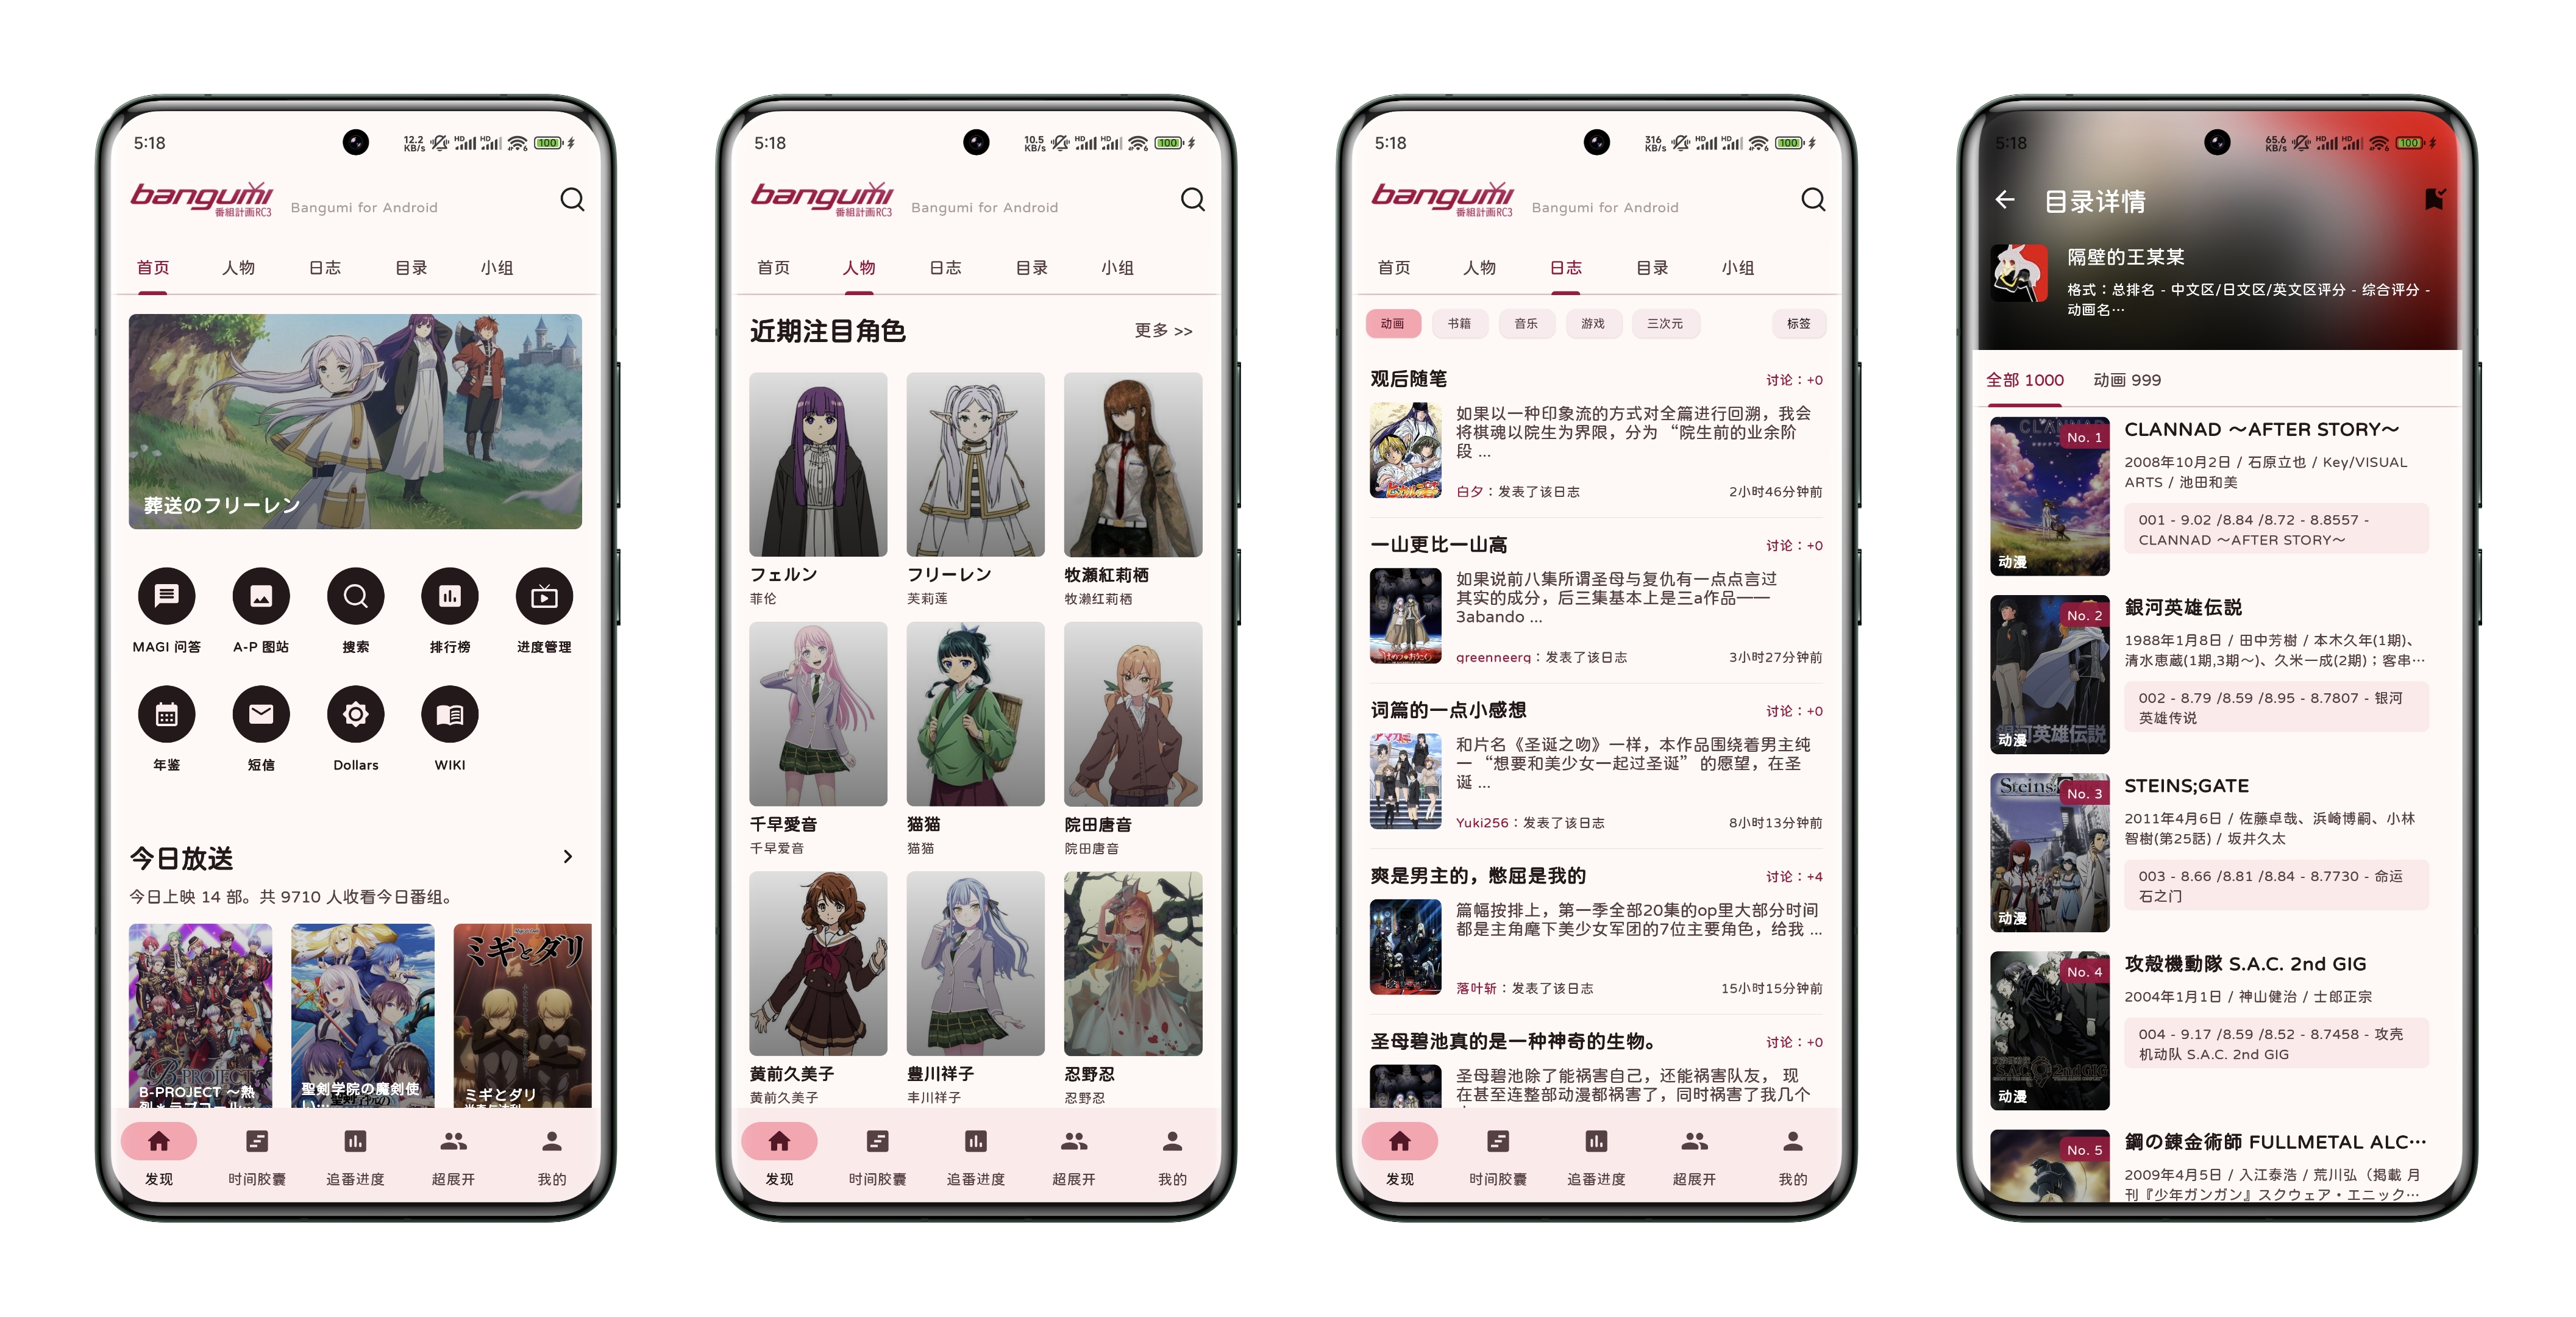 5:18
12.2
KB/s
HD
HD
6
100
bangumi
番組計画RC3
Bangumi for Android
首页
人物
日志
目录
小组
葬送のフリーレン
MAGI 问答
A-P 图站
搜索
排行榜
进度管理
年鉴
短信
Dollars
WIKI
今日放送
今日上映 14 部。共 9710 人收看今日番组。
B-PROJECT
B-PROJECT ～熱
烈＊ラブコール…
聖剣学院の魔剣使
い…
ミギとダリ
ミギとダリ
发现
时间胶囊
追番进度
超展开
我的
5:18
10.5
KB/s
HD
HD
6
100
bangumi
番組計画RC3
Bangumi for Android
首页
人物
日志
目录
小组
近期注目角色
更多 >>
フェルン
菲伦
フリーレン
芙莉莲
牧瀬紅莉栖
牧濑红莉栖
千早愛音
千早爱音
猫猫
猫猫
院田唐音
院田唐音
黄前久美子
黄前久美子
豊川祥子
丰川祥子
忍野忍
忍野忍
发现
时间胶囊
追番进度
超展开
我的
5:18
316
KB/s
HD
HD
6
100
bangumi
番組計画RC3
Bangumi for Android
首页
人物
日志
目录
小组
动画
书籍
音乐
游戏
三次元
标签
观后随笔
讨论：+0
如果以一种印象流的方式对全篇进行回溯，我会
将棋魂以院生为界限，分为 “院生前的业余阶
段 ...
白夕：发表了该日志
2小时46分钟前
一山更比一山高
讨论：+0
如果说前八集所谓圣母与复仇有一点点言过
其实的成分，后三集基本上是三a作品——
3abando ...
greenneerg：发表了该日志
3小时27分钟前
词篇的一点小感想
讨论：+0
和片名《圣诞之吻》一样，本作品围绕着男主纯
一 “想要和美少女一起过圣诞” 的愿望，在圣
诞 ...
Yuki256：发表了该日志
8小时13分钟前
爽是男主的，憋屈是我的
讨论：+4
篇幅按排上，第一季全部20集的op里大部分时间
都是主角麾下美少女军团的7位主要角色，给我 ...
落叶斩：发表了该日志
15小时15分钟前
圣母碧池真的是一种神奇的生物。
讨论：+0
圣母碧池除了能祸害自己，还能祸害队友， 现
在甚至连整部动漫都祸害了，同时祸害了我几个
发现
时间胶囊
追番进度
超展开
我的
5:18
65.6
KB/s
HD
HD
6
100
目录详情
隔壁的王某某
格式：总排名 - 中文区/日文区/英文区评分 - 综合评分 -
动画名…
全部 1000
动画 999
CLANNAD
No. 1
动漫
CLANNAD ～AFTER STORY～
2008年10月2日 / 石原立也 / Key/VISUAL
ARTS / 池田和美
001 - 9.02 /8.84 /8.72 - 8.8557 -
CLANNAD ～AFTER STORY～
No. 2
銀河英雄伝説
动漫
銀河英雄伝説
1988年1月8日 / 田中芳樹 / 本木久年(1期)、
清水恵蔵(1期,3期～)、久米一成(2期)；客串…
002 - 8.79 /8.59 /8.95 - 8.7807 - 银河
英雄传说
Steins
No. 3
动漫
STEINS;GATE
2011年4月6日 / 佐藤卓哉、浜崎博嗣、小林
智樹(第25話) / 坂井久太
003 - 8.66 /8.81 /8.84 - 8.7730 - 命运
石之门
No. 4
S.A.C. 2nd GIG
动漫
攻殻機動隊 S.A.C. 2nd GIG
2004年1月1日 / 神山健治 / 士郎正宗
004 - 9.17 /8.59 /8.52 - 8.7458 - 攻壳
机动队 S.A.C. 2nd GIG
No. 5
鋼の錬金術師 FULLMETAL ALC…
2009年4月5日 / 入江泰浩 / 荒川弘（掲載 月
刊『少年ガンガン』スクウェア・エニック…